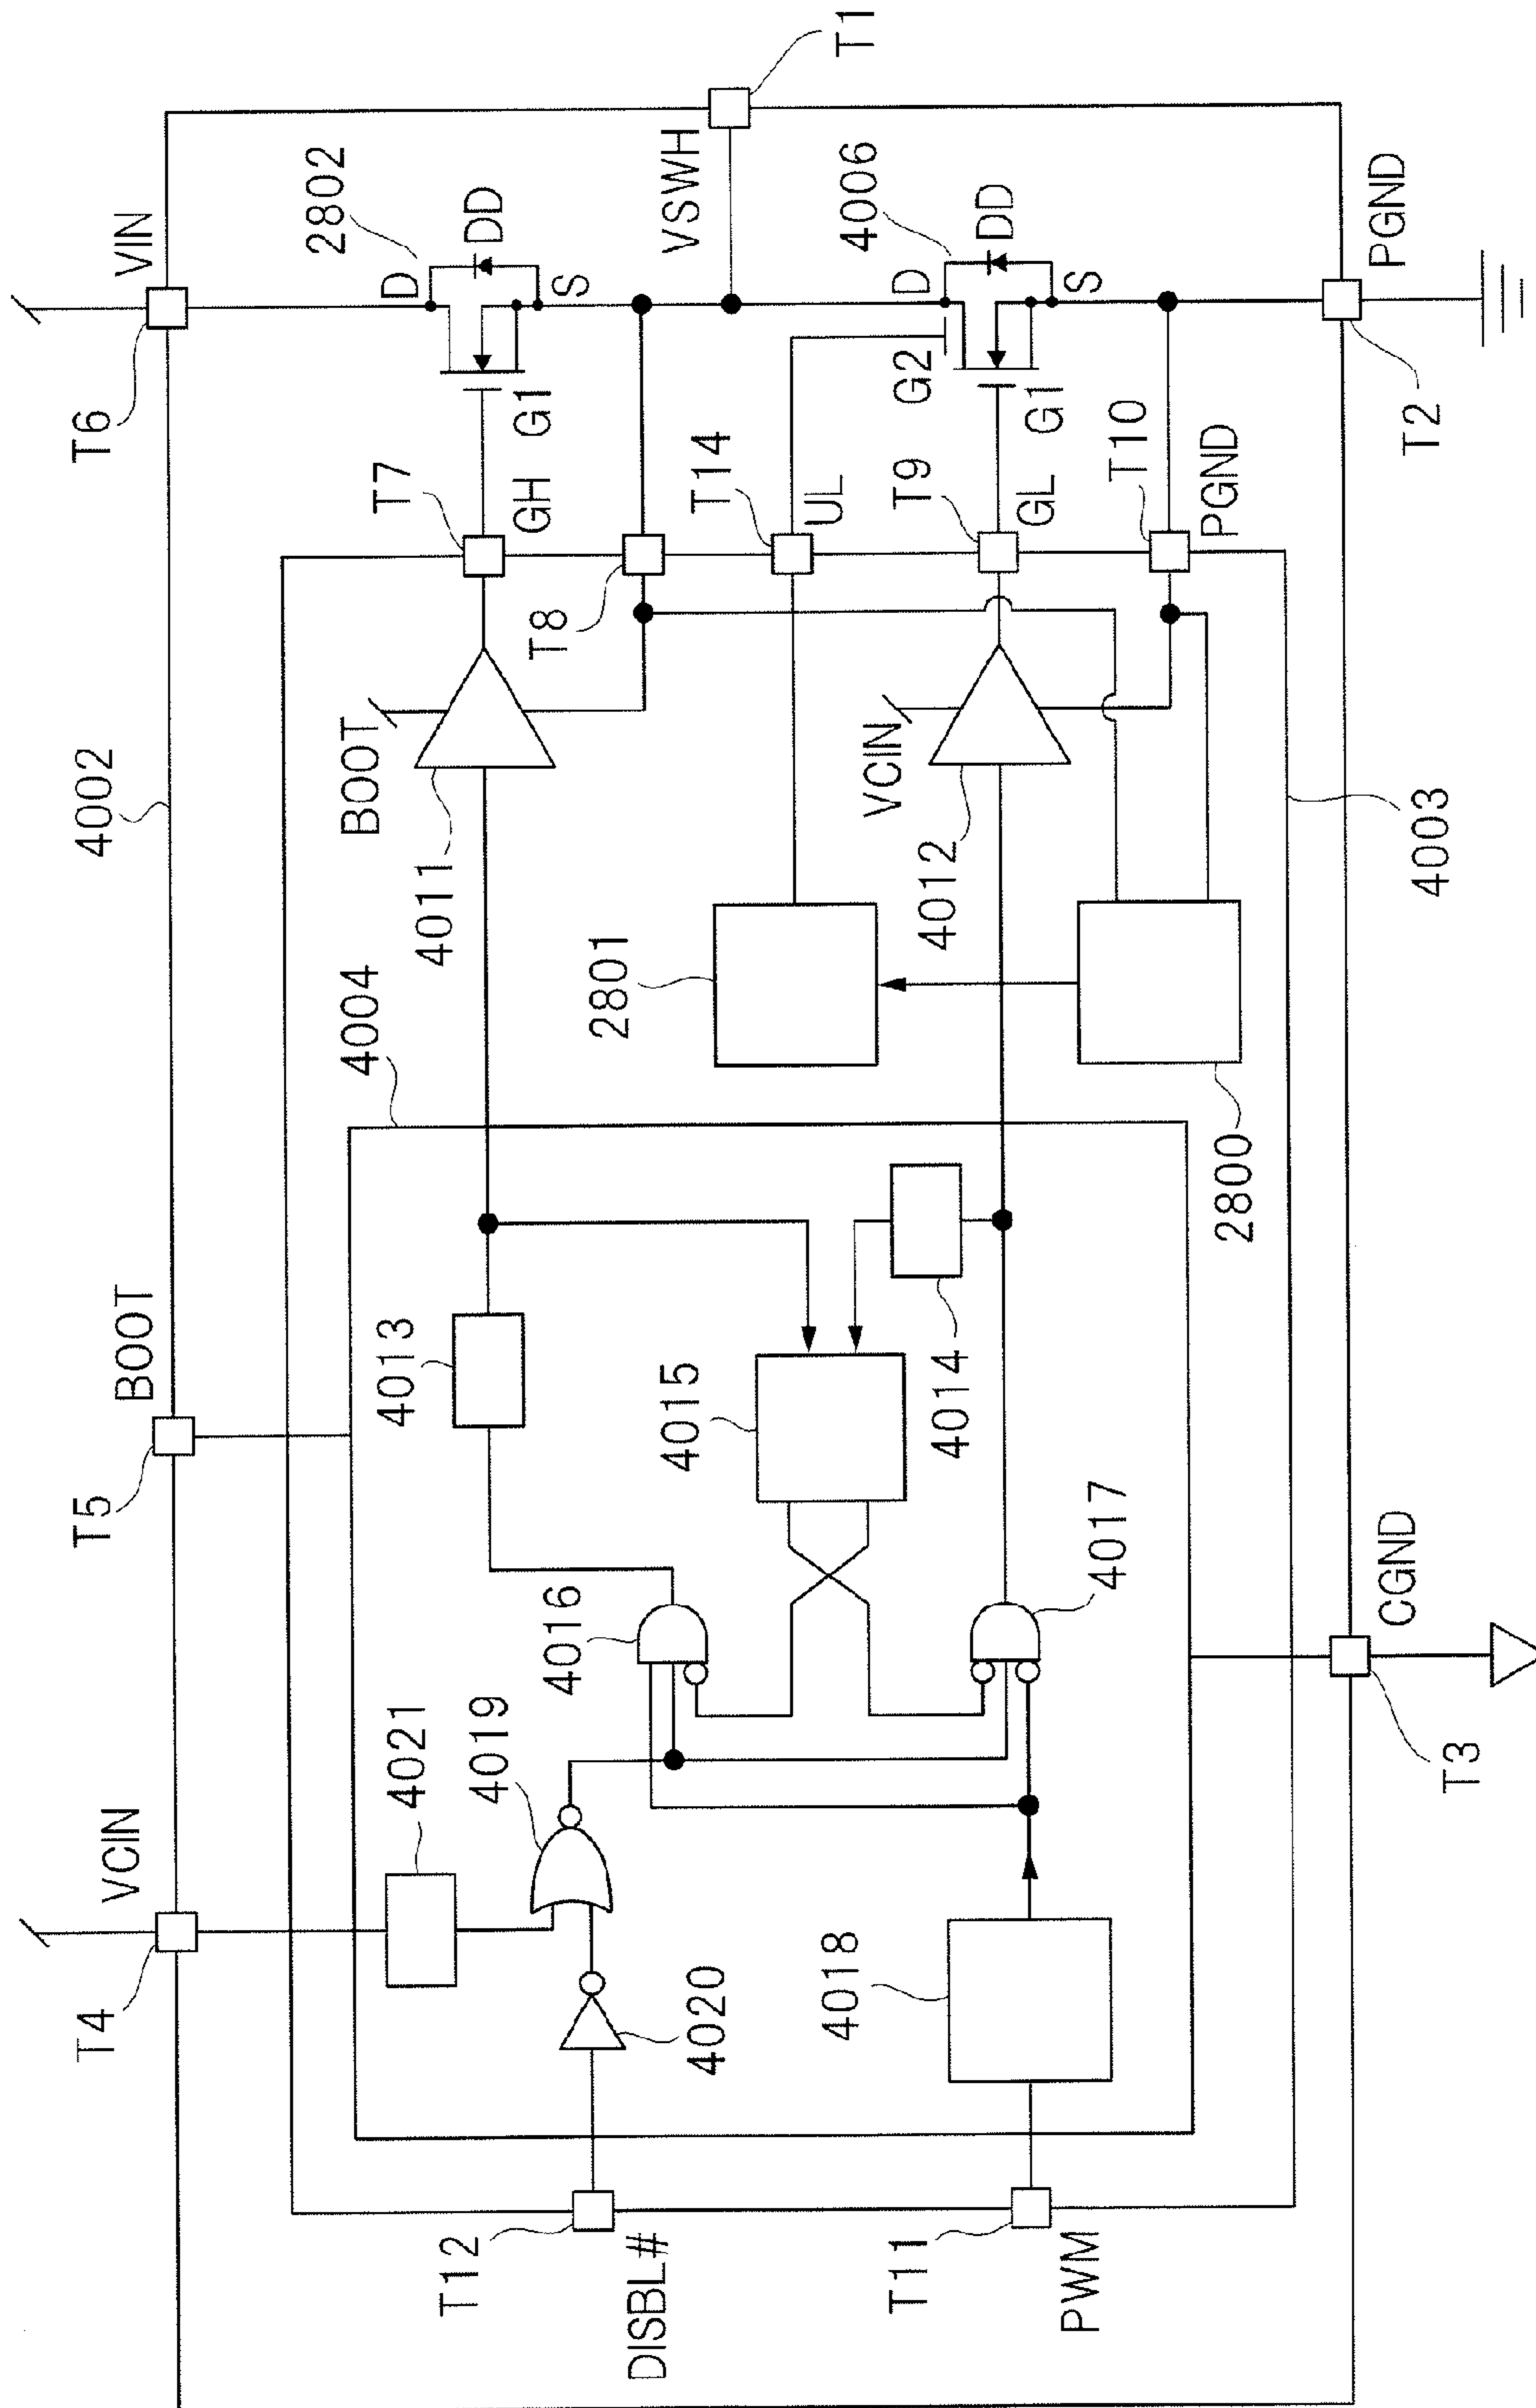 T4
VCIN
T5
BOOT
4002
T6
VIN
2802
4004
BOOT
4013
T7
D
4021
4011
T12
4019
DD
GH
G1
4016
T8
S
2801
DISBL#
4015
VSWH
4020
T14
UL
4018
T1
4006
VCIN
T11
T9
G2
D
4014
4012
DD
GL
G1
PWM
S
4017
T10
PGND
2800
PGND
CGND
T2
4003
T3